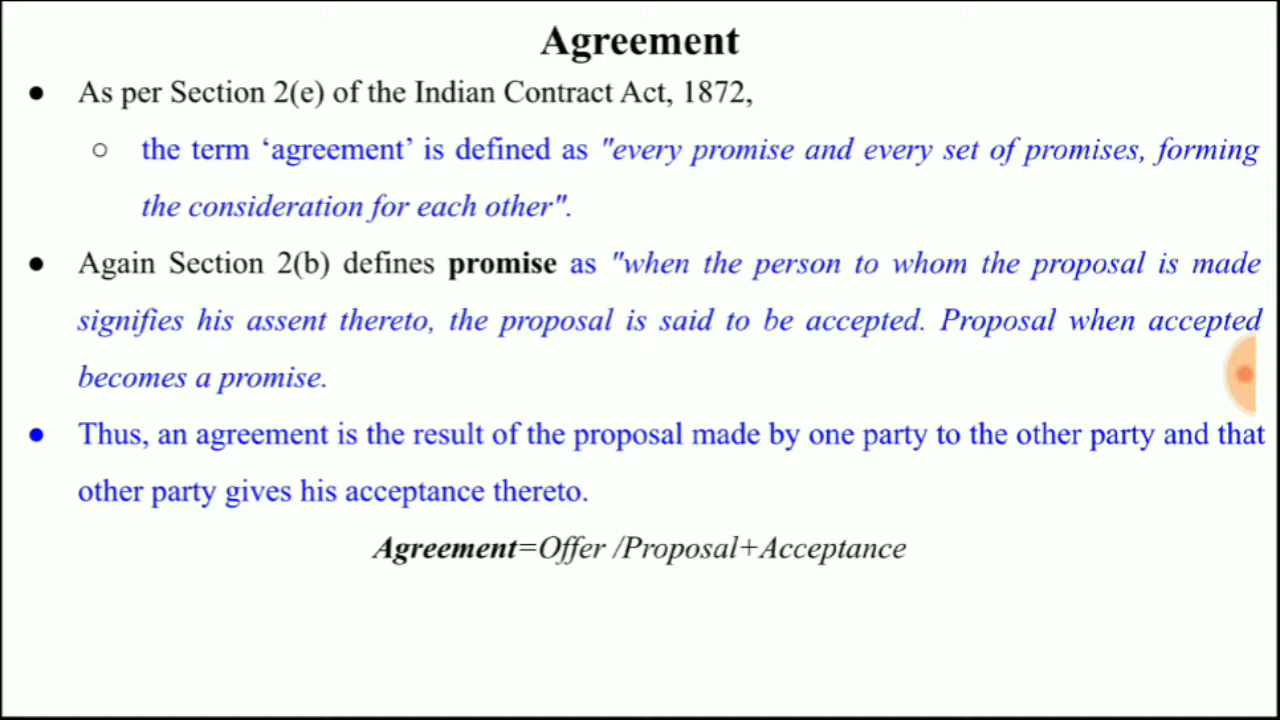 Agreement
● As per Section 2(e) of the Indian Contract Act, 1872,
○ the term ‘agreement’ is defined as "every promise and every set of promises, forming
the consideration for each other".
● Again Section 2(b) defines promise as "when the person to whom the proposal is made
signifies his assent thereto, the proposal is said to be accepted. Proposal when accepted
becomes a promise.
● Thus, an agreement is the result of the proposal made by one party to the other party and that
other party gives his acceptance thereto.
Agreement=Offer /Proposal+Acceptance